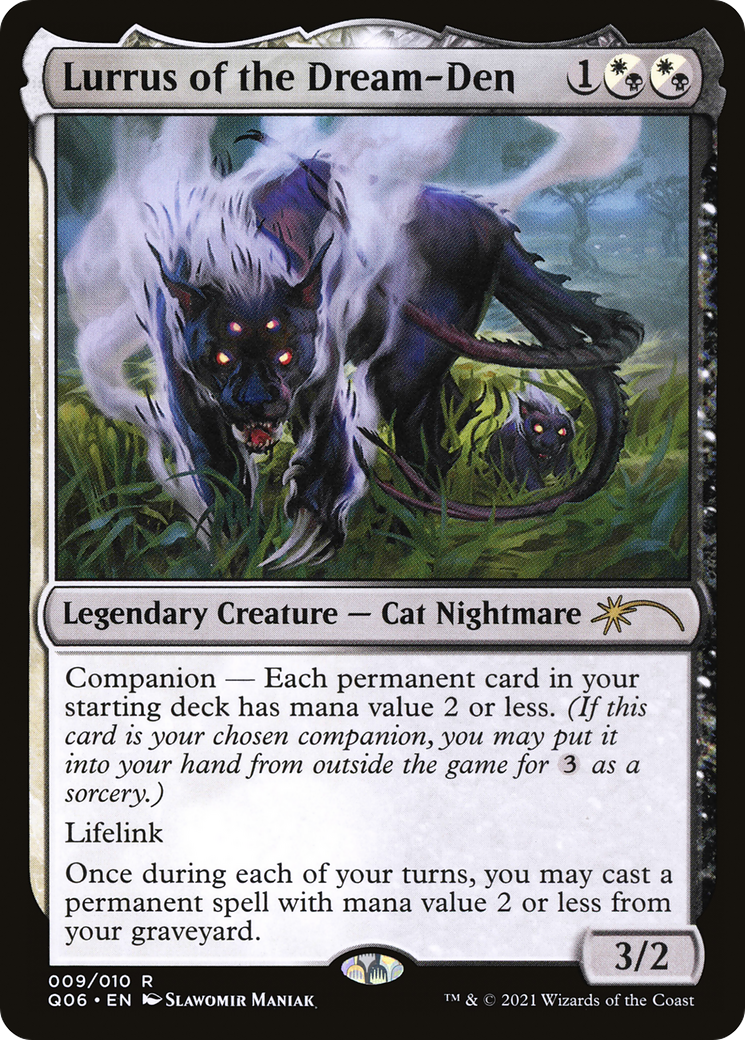 Lurrus of the Dream-Den 1
Legendary Creature — Cat Nightmare
Companion — Each permanent card in your
starting deck has mana value 2 or less. (If this
card is your chosen companion, you may put it
into your hand from outside the game for 3 as a
sorcery.)
Lifelink
Once during each of your turns, you may cast a
permanent spell with mana value 2 or less from
your graveyard.
3/2
009/010 R
Q06 • EN Slawomir Maniak
™ & © 2021 Wizards of the Coast